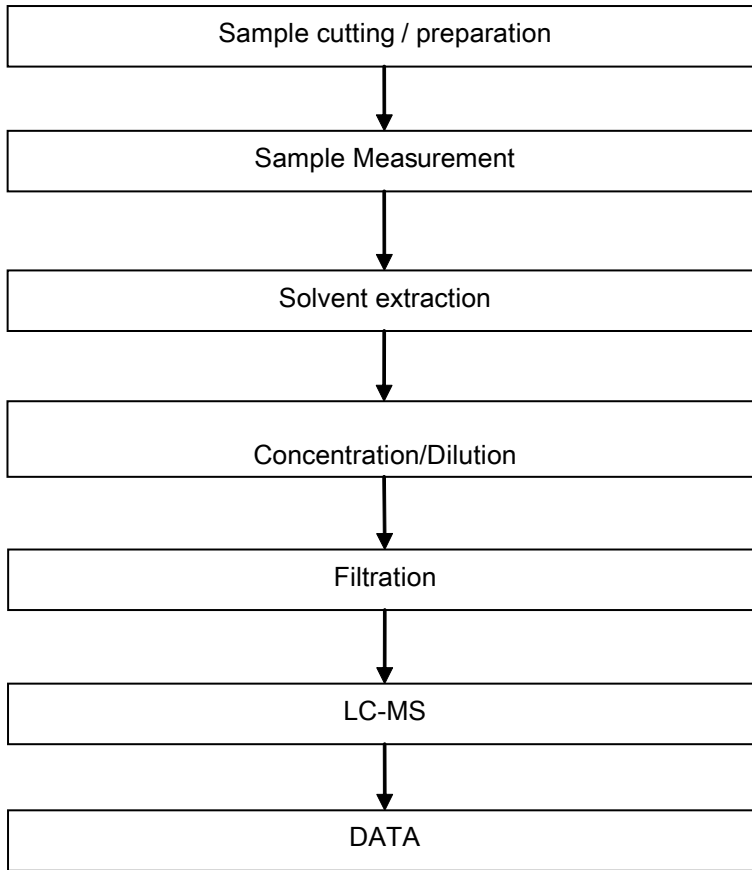 Sample cutting / preparation
Sample Measurement
Solvent extraction
Concentration/Dilution
Filtration
LC-MS
DATA